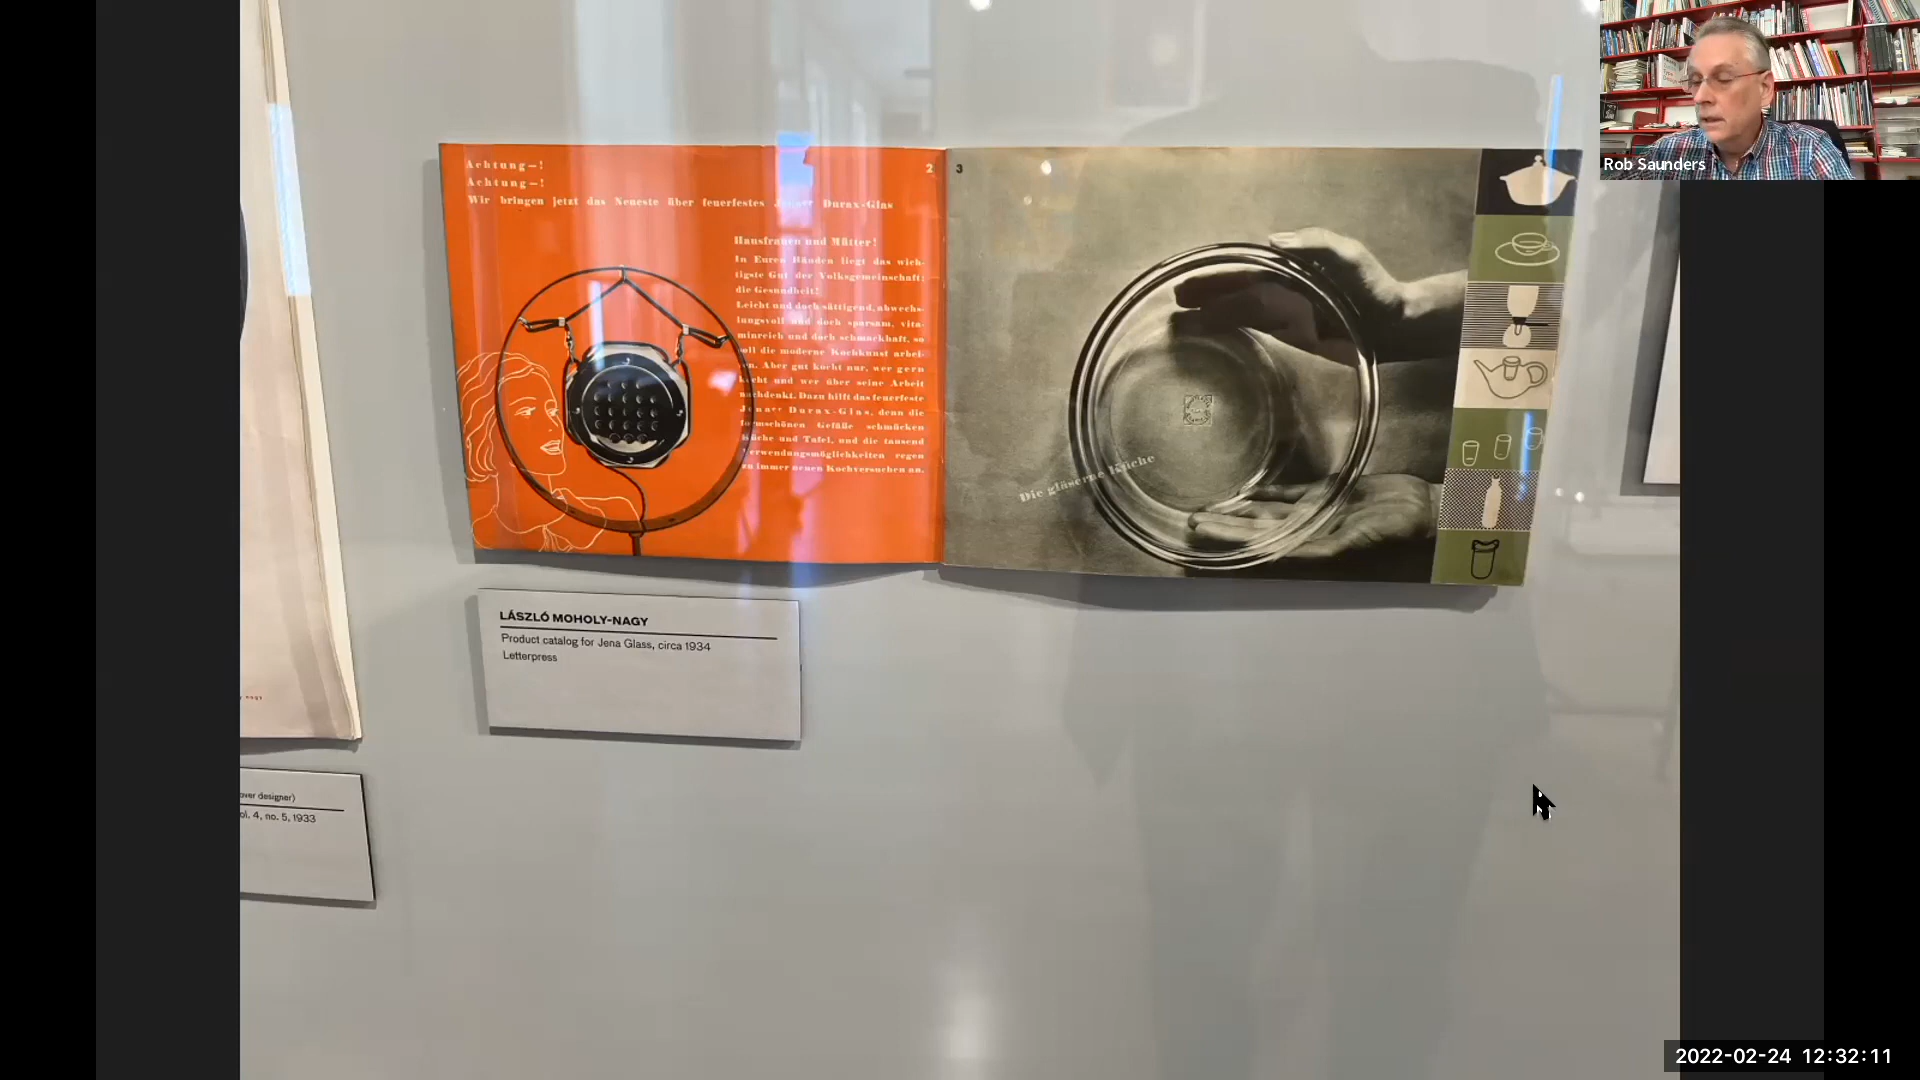 Achtung—!
Achtung—!
Wir bringen jetzt das Neueste über feuerfestes Jenaer Durax-Glas
2
Hausfrauen und Mütter!
In Euren Händen liegt das wich-
tigste Gut der Volksgemeinschaft:
die Gesundheit!
Leicht und doch sättigend, abwechs-
lungsvoll und doch sparsam, vita-
minreich und doch schmackhaft, so
soll die moderne Kochkunst arbei-
ten. Aber gut kocht nur, wer gern
kocht und wer über seine Arbeit
nachdenkt. Dazu hilft das feuerfeste
Jenaer Durax-Glas, denn die
formschönen Gefäße schmücken
Küche und Tafel, und die tausend
Verwendungsmöglichkeiten regen
zu immer neuen Kochversuchen an.
3
Die gläserne Küche
LÁSZLÓ MOHOLY-NAGY
Product catalog for Jena Glass, circa 1934
Letterpress
over designer)
ol. 4, no. 5, 1933
Rob Saunders
2022-02-24 12:32:11